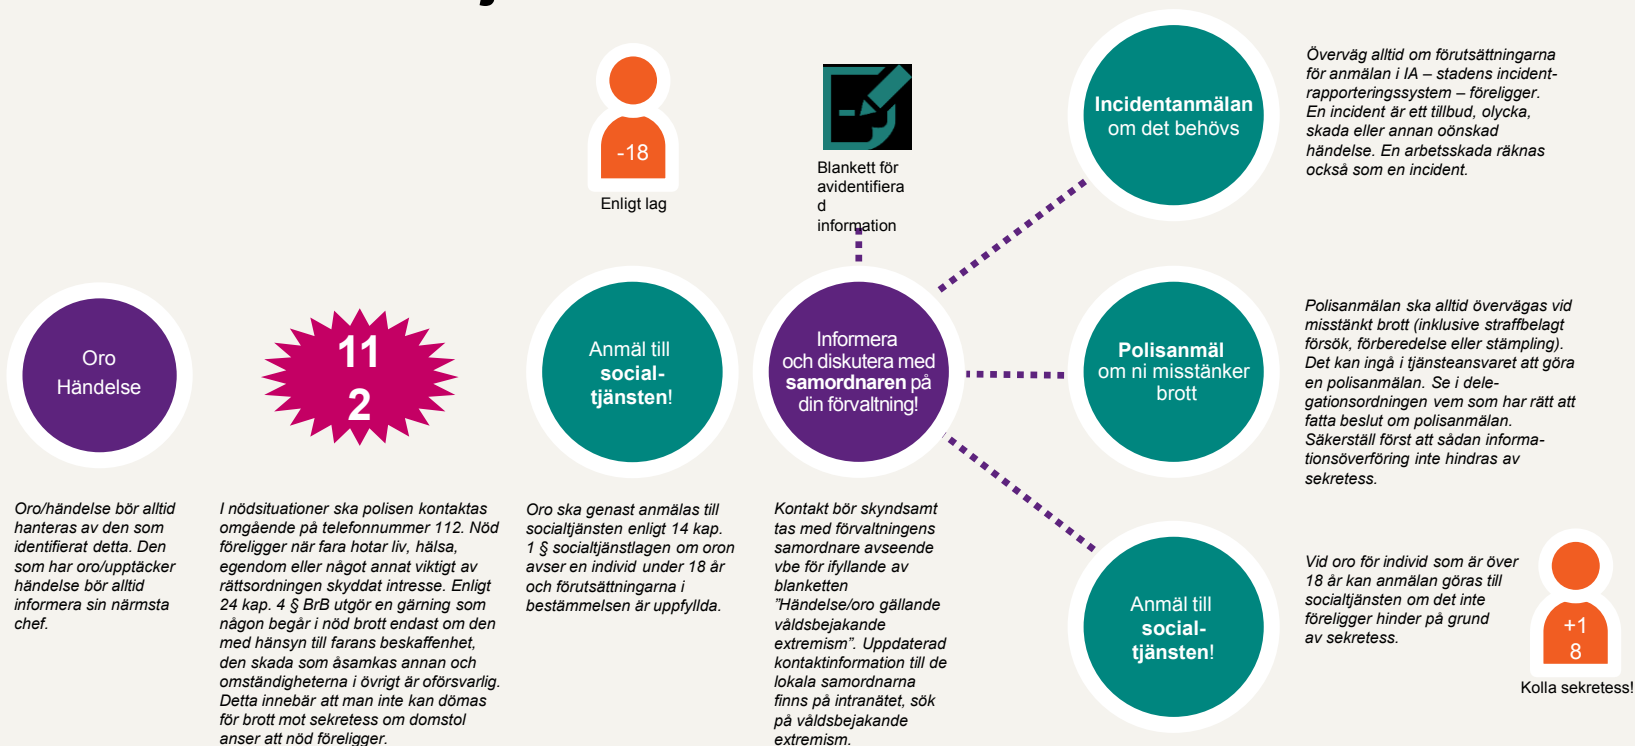 -18
Enligt lag
Blankett för
avidentifiera
d
information
Incidentanmälan
om det behövs
Överväg alltid om förutsättningarna
för anmälan i IA – stadens incident-
rapporteringssystem – föreligger.
En incident är ett tillbud, olycka,
skada eller annan oönskad
händelse. En arbetsskada räknas
också som en incident.
Oro
Händelse
11
2
Anmäl till
social-
tjänsten!
Informera
och diskutera med
samordnaren på
din förvaltning!
Polisanmäl
om ni misstänker
brott
Polisanmälan ska alltid övervägas vid
misstänkt brott (inklusive straffbelagt
försök, förberedelse eller stämpling).
Det kan ingå i tjänsteansvaret att göra
en polisanmälan. Se i dele-
gationsordningen vem som har rätt att
fatta beslut om polisanmälan.
Säkerställ först att sådan informa-
tionsöverföring inte hindras av
sekretess.
Oro/händelse bör alltid
hanteras av den som
identifierat detta. Den
som har oro/upptäcker
händelse bör alltid
informera sin närmsta
chef.
I nödsituationer ska polisen kontaktas
omgående på telefonnummer 112. Nöd
föreligger när fara hotar liv, hälsa,
egendom eller något annat viktigt av
rättsordningen skyddat intresse. Enligt
24 kap. 4 § BrB utgör en gärning som
någon begår i nöd brott endast om den
med hänsyn till farans beskaffenhet,
den skada som åsamkas annan och
omständigheterna i övrigt är oförsvarlig.
Detta innebär att man inte kan dömas
för brott mot sekretess om domstol
anser att nöd föreligger.
Oro ska genast anmälas till
socialtjänsten enligt 14 kap.
1 § socialtjänstlagen om oron
avser en individ under 18 år
och förutsättningarna i
bestämmelsen är uppfyllda.
Kontakt bör skyndsamt
tas med förvaltningens
samordnare avseende
vbe för ifyllande av
blanketten
”Händelse/oro gällande
våldsbejakande
extremism”. Uppdaterad
kontaktinformation till de
lokala samordnarna
finns på intranätet, sök
på våldsbejakande
extremism.
Anmäl till
social-
tjänsten!
Vid oro för individ som är över
18 år kan anmälan göras till
socialtjänsten om det inte
föreligger hinder på grund
av sekretess.
+1
8
Kolla sekretess!